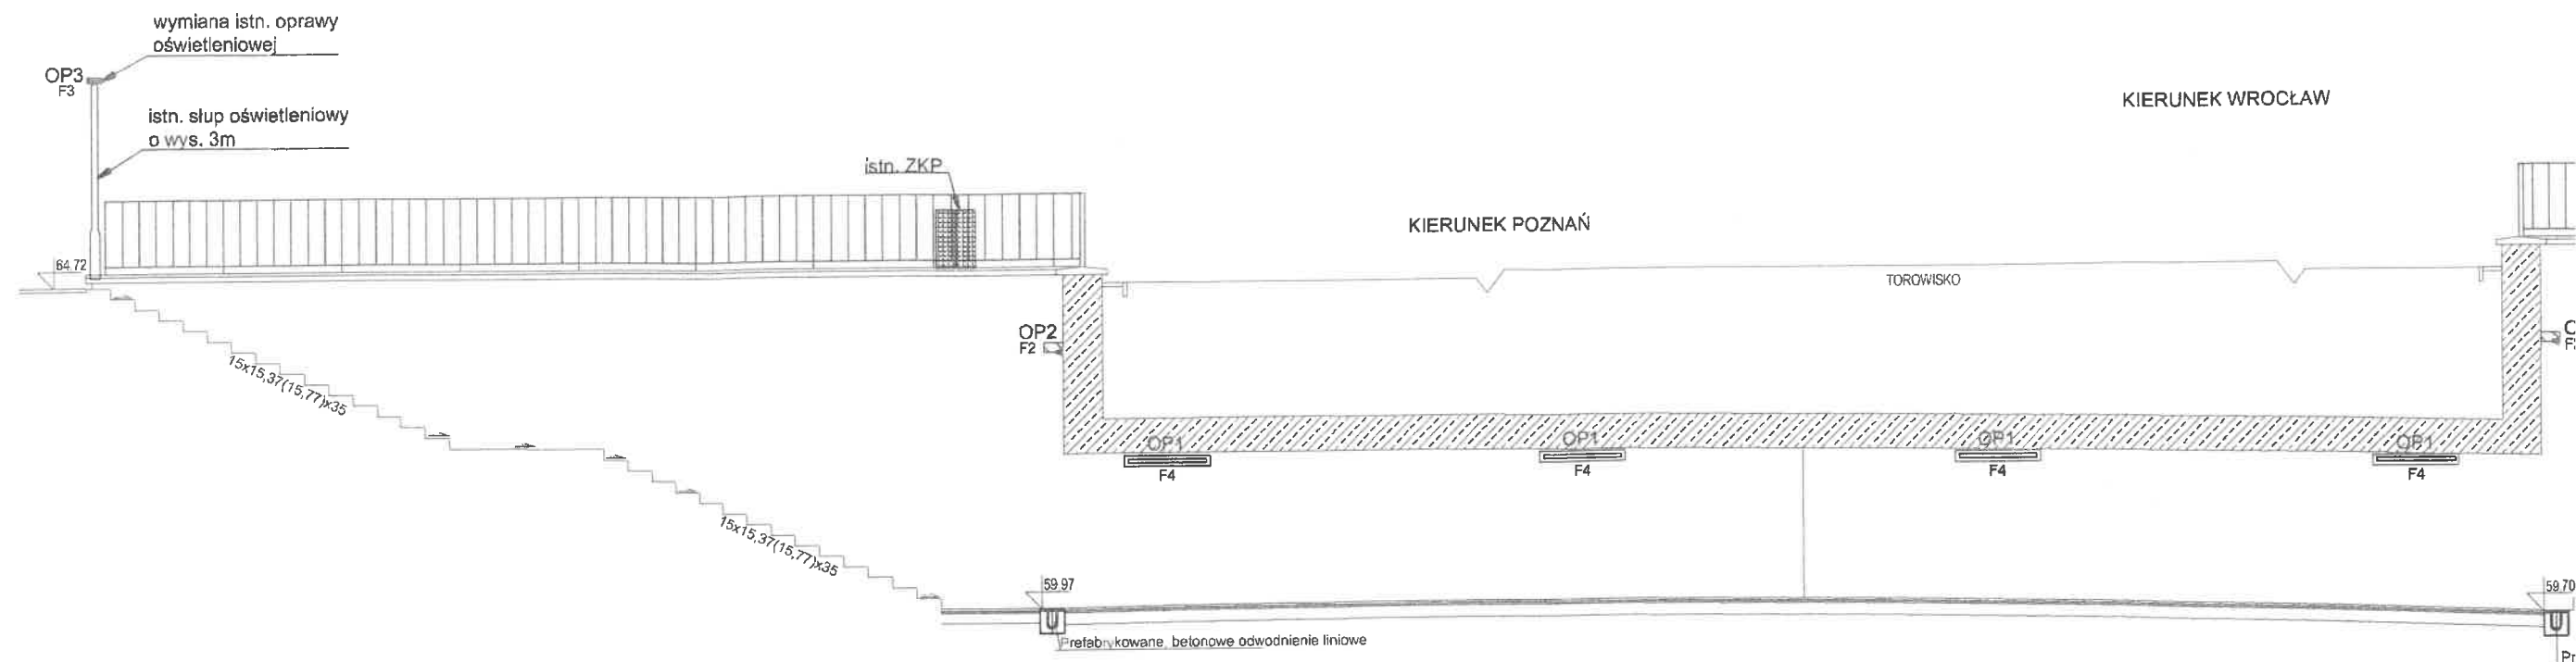 wymiana istn. oprawy
oświetleniowej
OP3
F3
istn. słup oświetleniowy
o wys. 3m
istn. ZKP
KIERUNEK WROCŁAW
KIERUNEK POZNAŃ
64.72
TOROWISKO
OP2
F2
15x15,37(15,77)x35
OP1
F4
OP1
F4
OP1
F4
OP1
F4
15x15,37(15,77)x35
59.97
59.70
Prefabrykowane, betonowe odwodnienie liniowe